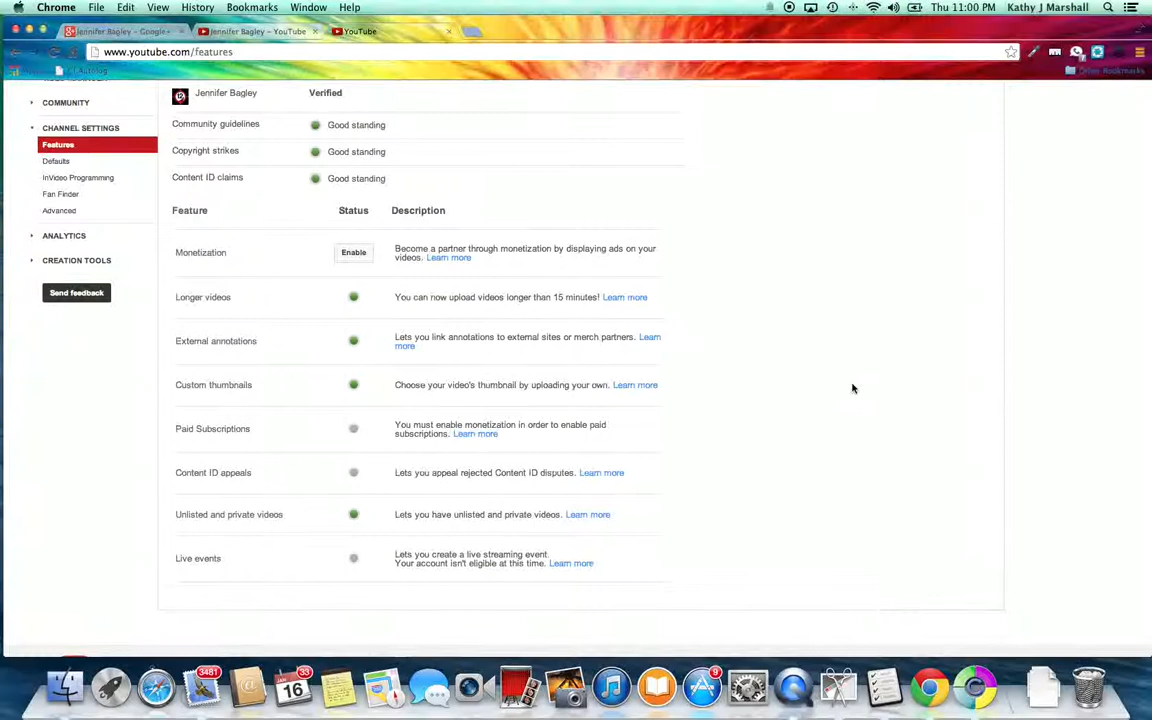 Chrome File Edit View History Bookmarks Window Help Thu 11:00 PM Kathy J Marshall
Jennifer Bagley - Google+ Jennifer Bagley - YouTube YouTube
www.youtube.com/features
Other Bookmarks
COMMUNITY
CHANNEL SETTINGS
Features
Defaults
InVideo Programming
Fan Finder
Advanced
ANALYTICS
CREATION TOOLS
Send feedback
Jennifer Bagley Verified
Community guidelines Good standing
Copyright strikes Good standing
Content ID claims Good standing
Feature Status Description
Monetization Enable Become a partner through monetization by displaying ads on your
videos. Learn more
Longer videos You can now upload videos longer than 15 minutes! Learn more
External annotations Lets you link annotations to external sites or merch partners. Learn
more
Custom thumbnails Choose your video's thumbnail by uploading your own. Learn more
Paid Subscriptions You must enable monetization in order to enable paid
subscriptions. Learn more
Content ID appeals Lets you appeal rejected Content ID disputes. Learn more
Unlisted and private videos Lets you have unlisted and private videos. Learn more
Live events Lets you create a live streaming event.
Your account isn't eligible at this time. Learn more
3481 33 9
JAN
16